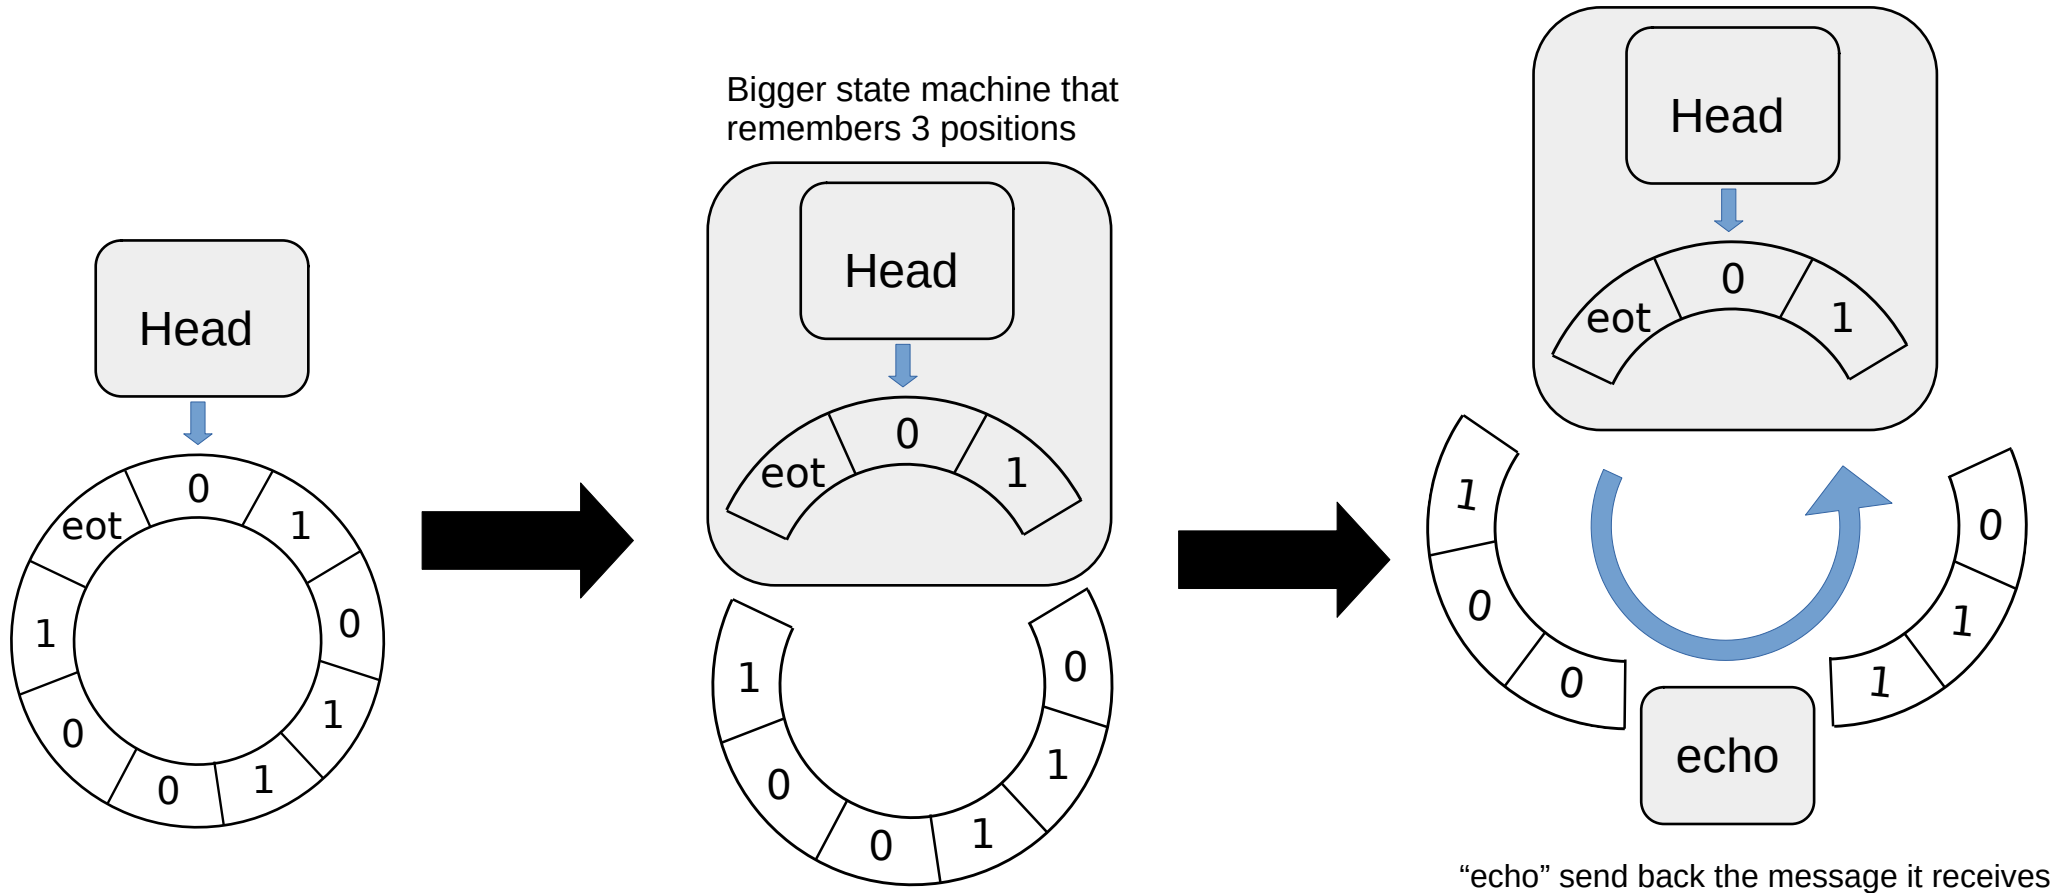 Bigger state machine that
remembers 3 positions
Head
0
eot
1
1
0
0
1
0
1
Head
0
eot
1
1
0
0
1
0
1
Head
0
eot
1
1
0
0
1
0
1
echo
“echo” send back the message it receives